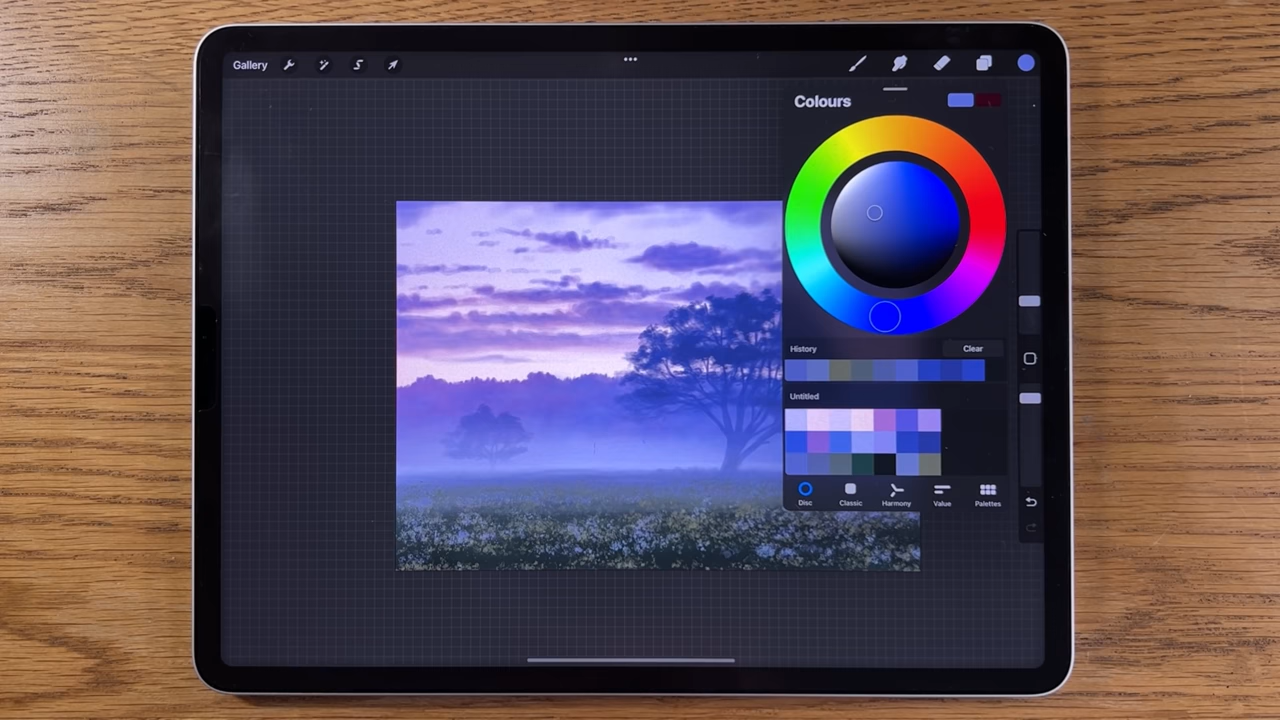 Gallery
Colours
History
Clear
Untitled
Disc
Classic
Harmony
Value
Palettes